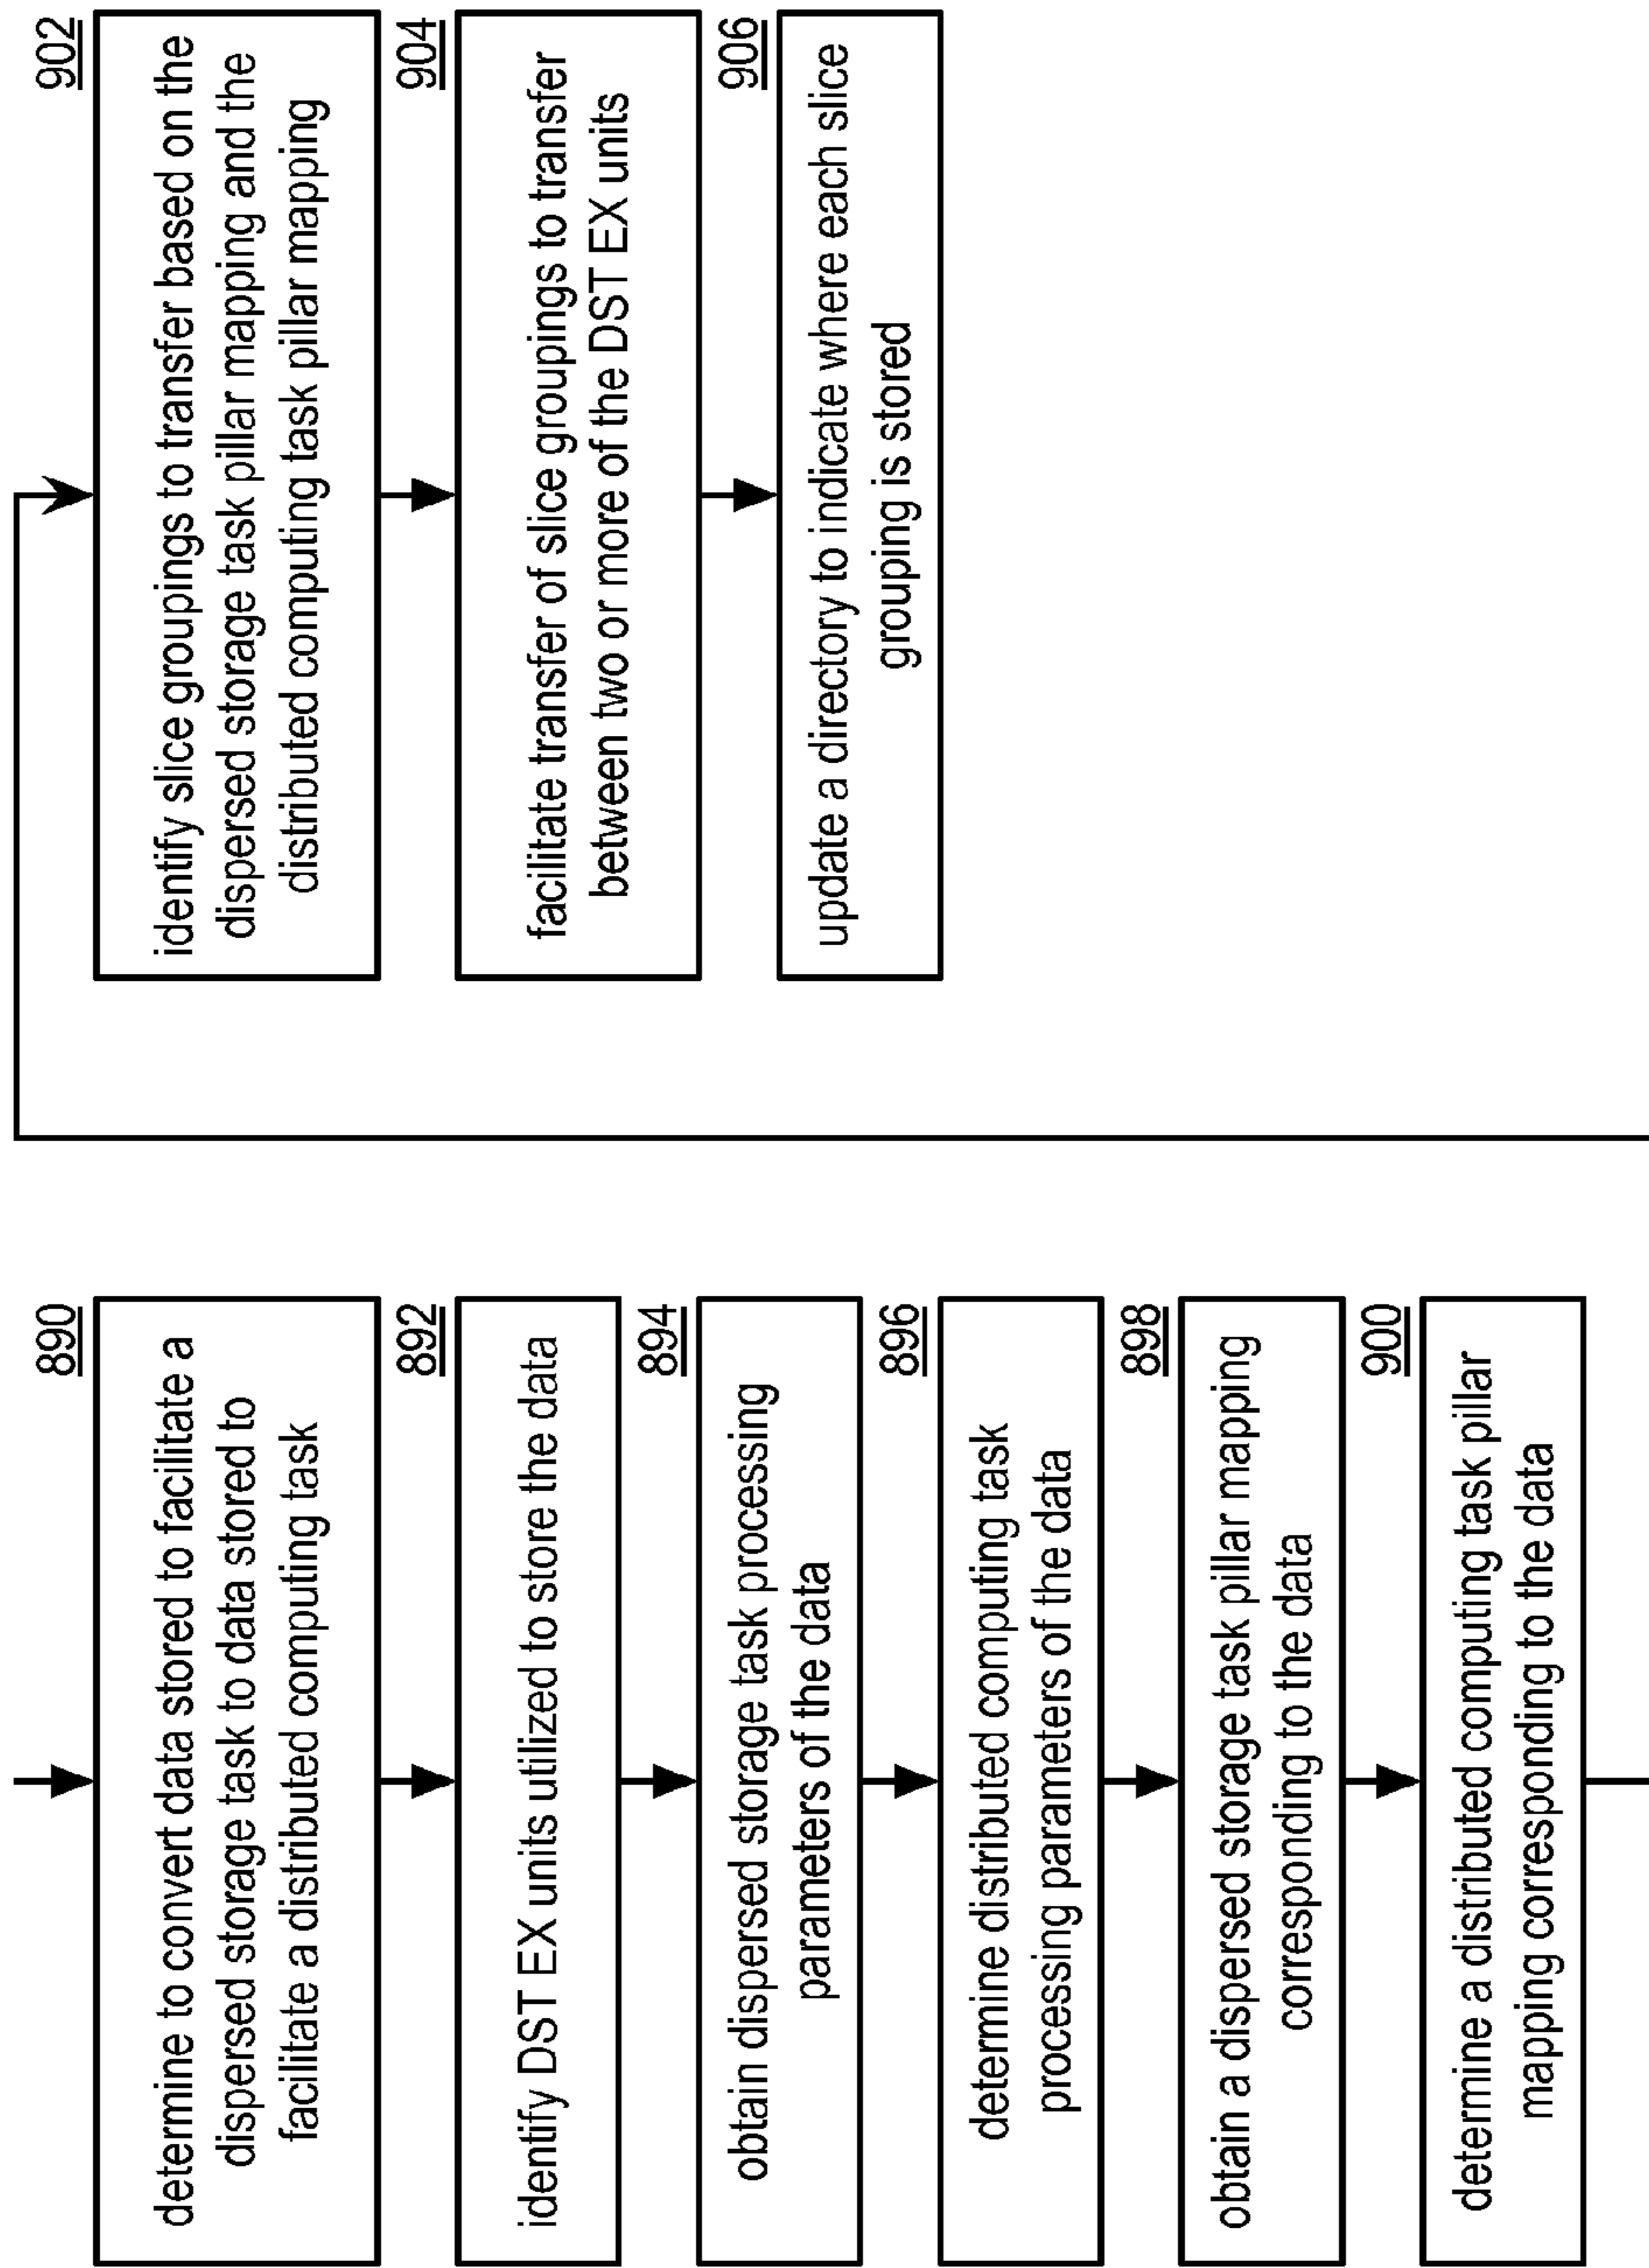 890
determine to convert data stored to facilitate a
dispersed storage task to data stored to
facilitate a distributed computing task
892
identify DST EX units utilized to store the data
894
obtain dispersed storage task processing
parameters of the data
896
determine distributed computing task
processing parameters of the data
898
obtain a dispersed storage task pillar mapping
corresponding to the data
900
determine a distributed computing task pillar
mapping corresponding to the data
902
identify slice groupings to transfer based on the
dispersed storage task pillar mapping and the
distributed computing task pillar mapping
904
facilitate transfer of slice groupings to transfer
between two or more of the DST EX units
906
update a directory to indicate where each slice
grouping is stored